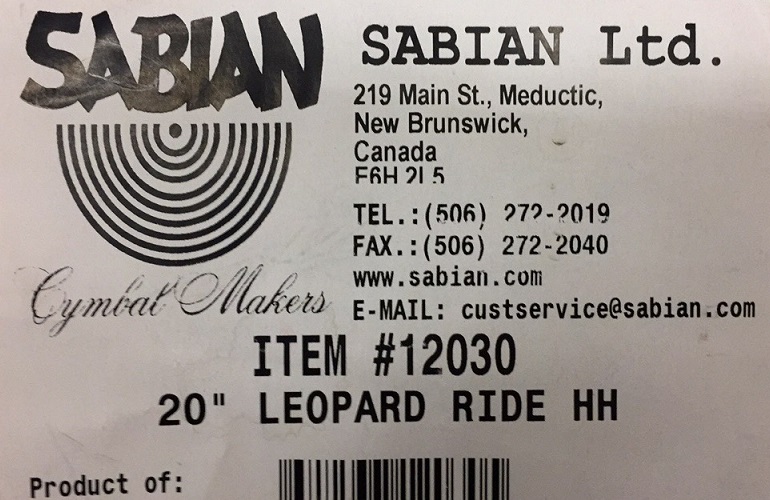 SABIAN
Cymbal Makers
SABIAN Ltd.
219 Main St., Meductic,
New Brunswick,
Canada
E6H 2L5
TEL.:(506) 272-2019
FAX.:(506) 272-2040
www.sabian.com
E-MAIL: custservice@sabian.com
ITEM #12030
20" LEOPARD RIDE HH
Product of: